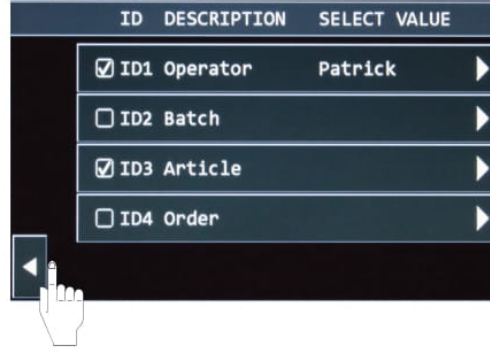 ID DESCRIPTION SELECT VALUE
ID1 Operator Patrick
ID2 Batch
ID3 Article
ID4 Order